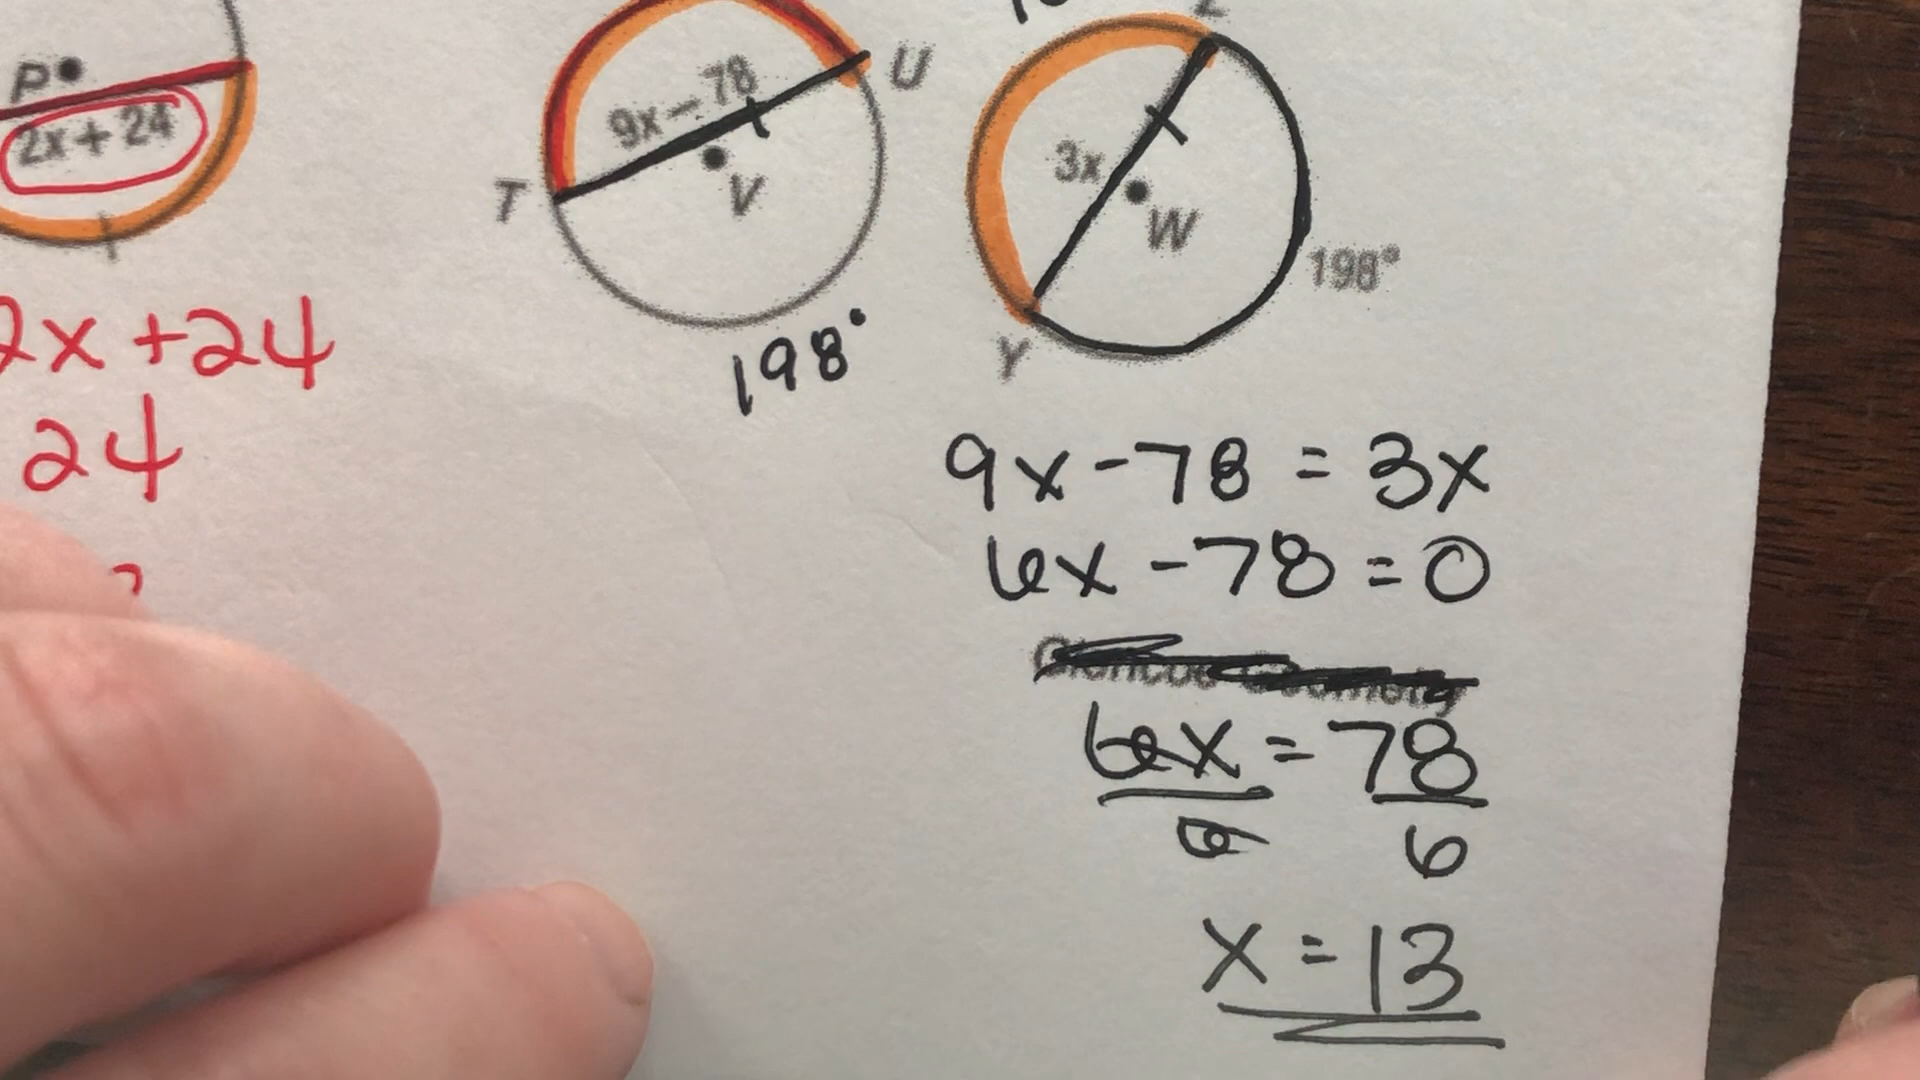 P
2x + 24
2x + 24
24
9x - 78
U
T
V
198°
3x
W
198°
Y
9x - 78 = 3x
6x - 78 = 0
6x = 78
6 6
x = 13